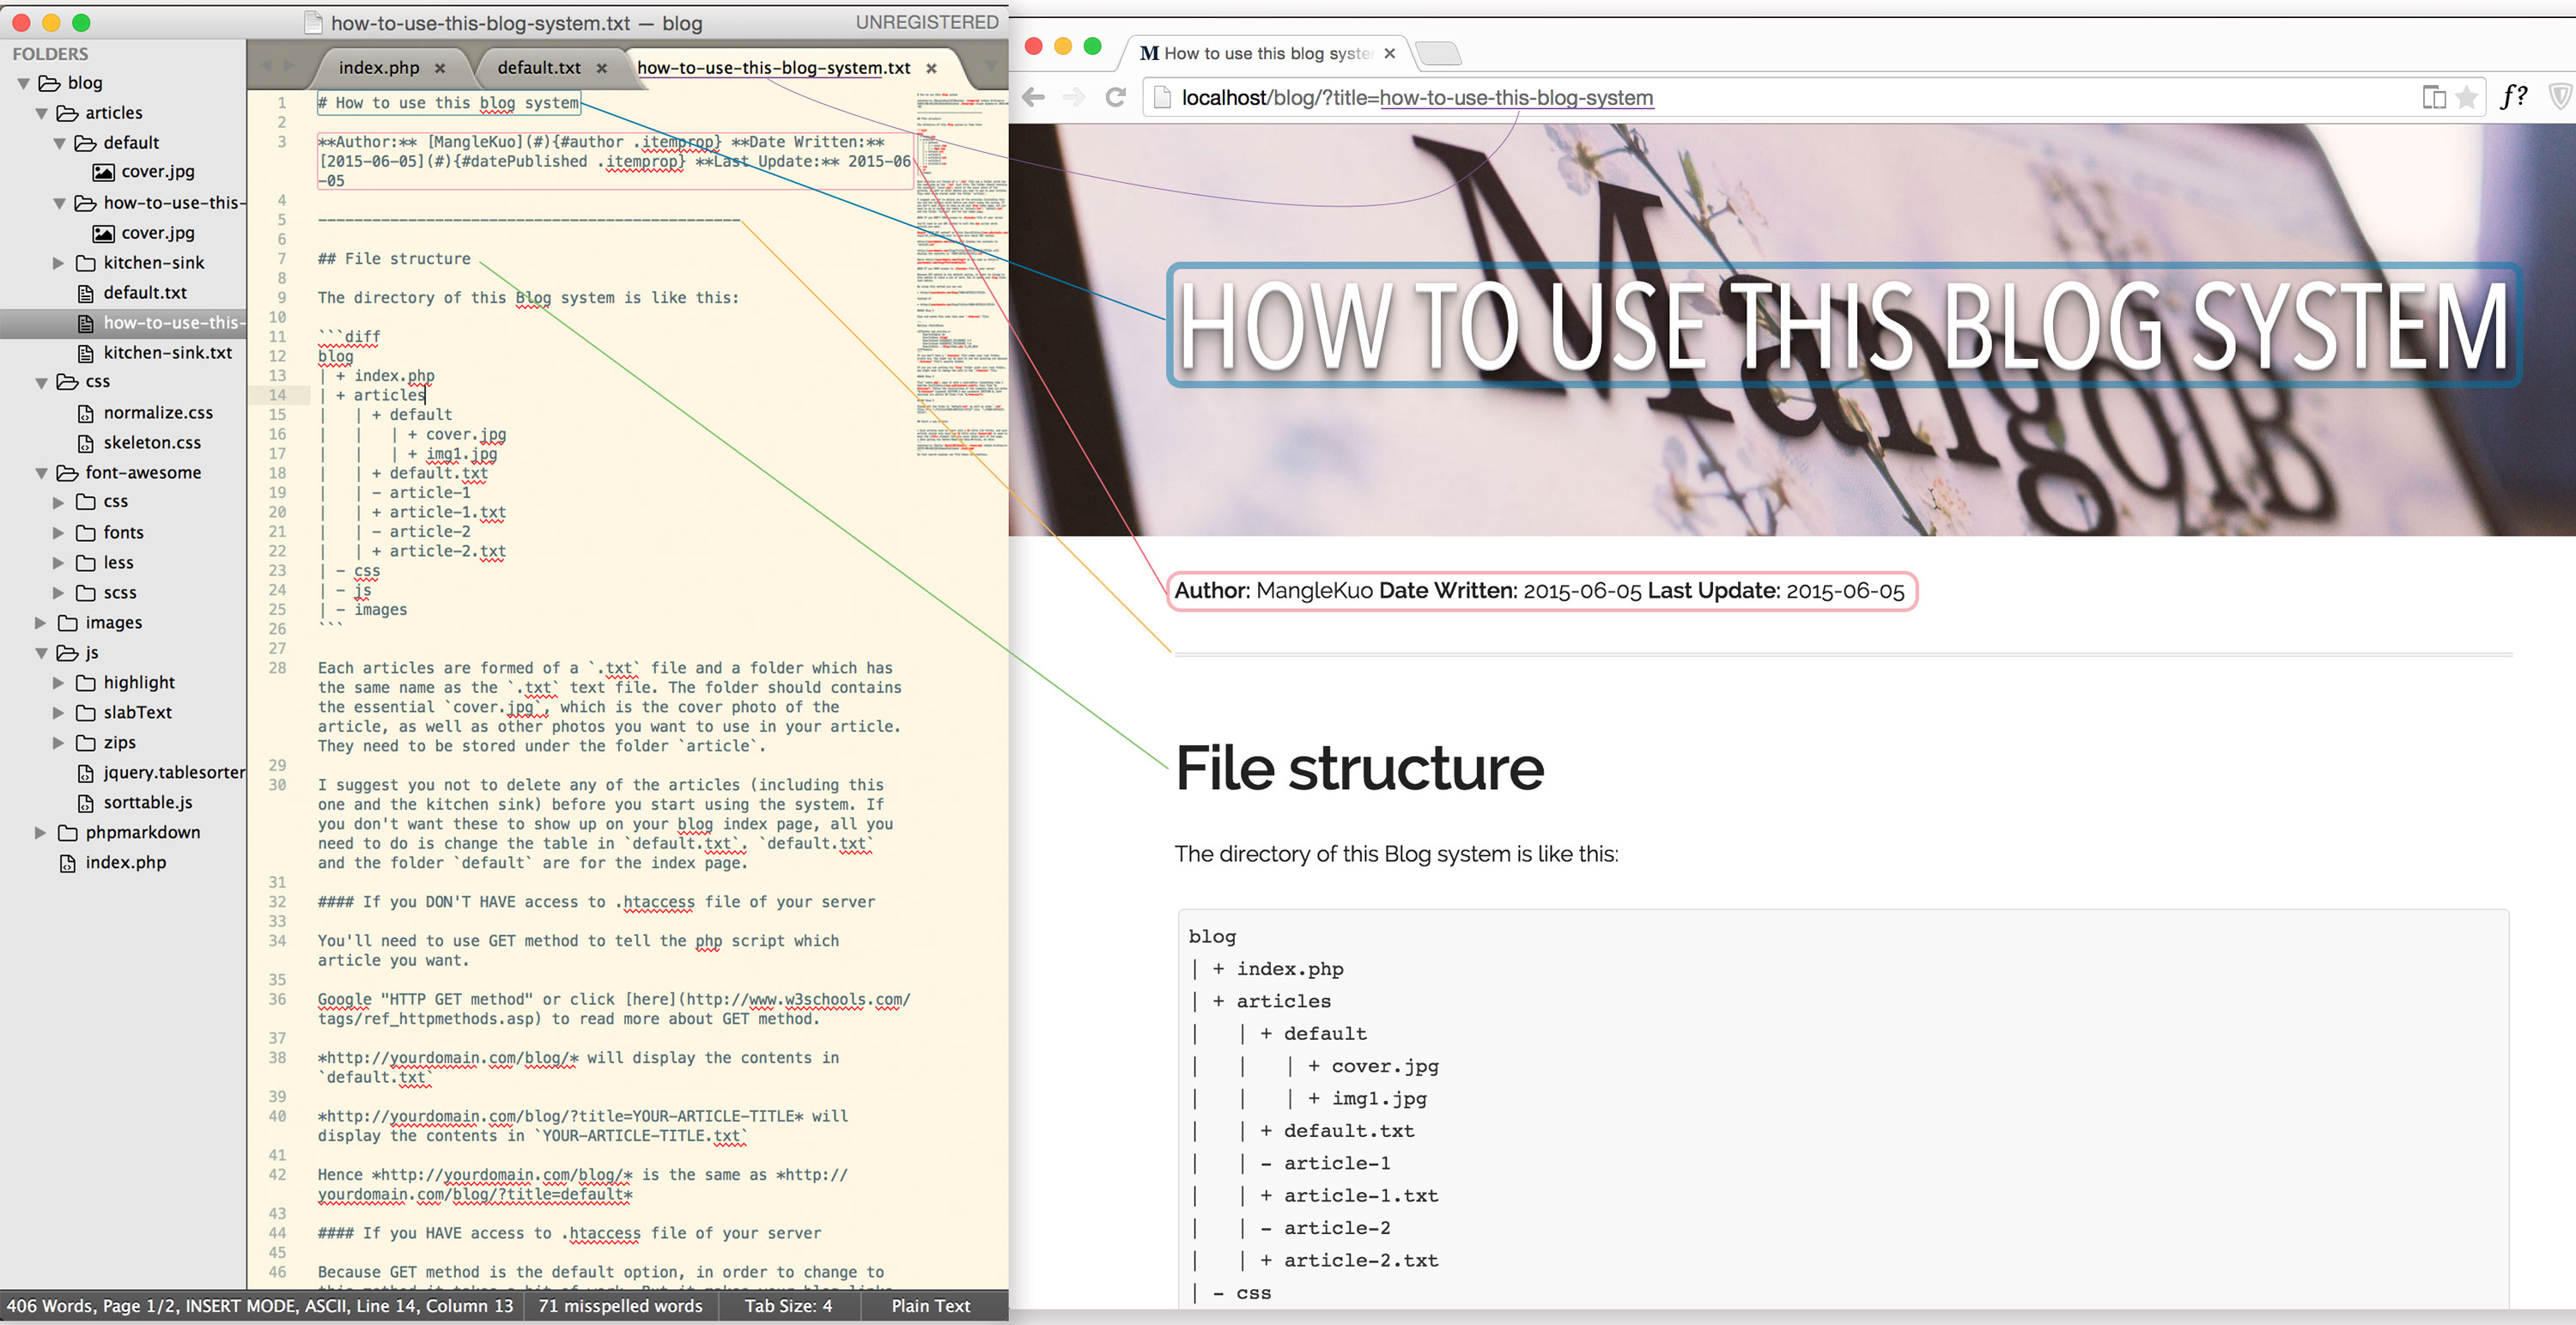 how-to-use-this-blog-system.txt — blog
UNREGISTERED
FOLDERS
blog
articles
default
cover.jpg
how-to-use-this-
cover.jpg
kitchen-sink
default.txt
how-to-use-this-
kitchen-sink.txt
css
normalize.css
skeleton.css
font-awesome
css
fonts
less
scss
images
js
highlight
slabText
zips
jquery.tablesorter
sorttable.js
phpmarkdown
index.php
index.php
default.txt
how-to-use-this-blog-system.txt
1 # How to use this blog system
2
3 **Author:** [MangleKuo](#){#author .itemprop} **Date Written:**
[2015-06-05](#){#datePublished .itemprop} **Last Update:** 2015-06
-05
4
5 -----------------------------------------------
6
7 ## File structure
8
9 The directory of this Blog system is like this:
10
11 ```diff
12 blog
13 | + index.php
14 | + articles
15 |   | + default
16 |   |   | + cover.jpg
17 |   |   | + img1.jpg
18 |   | + default.txt
19 |   | - article-1
20 |   | + article-1.txt
21 |   | - article-2
22 |   | + article-2.txt
23 | - css
24 | - js
25 | - images
26 ```
27
28 Each articles are formed of a `.txt` file and a folder which has
the same name as the `.txt` text file. The folder should contains
the essential `cover.jpg`, which is the cover photo of the
article, as well as other photos you want to use in your article.
They need to be stored under the folder `article`.
29
30 I suggest you not to delete any of the articles (including this
one and the kitchen sink) before you start using the system. If
you don't want these to show up on your blog index page, all you
need to do is change the table in `default.txt`. `default.txt`
and the folder `default` are for the index page.
31
32 #### If you DON'T HAVE access to .htaccess file of your server
33
34 You'll need to use GET method to tell the php script which
article you want.
35
36 Google "HTTP GET method" or click [here](http://www.w3schools.com/
tags/ref_httpmethods.asp) to read more about GET method.
37
38 *http://yourdomain.com/blog/* will display the contents in
`default.txt`
39
40 *http://yourdomain.com/blog/?title=YOUR-ARTICLE-TITLE* will
display the contents in `YOUR-ARTICLE-TITLE.txt`
41
42 Hence *http://yourdomain.com/blog/* is the same as *http://
yourdomain.com/blog/?title=default*
43
44 #### If you HAVE access to .htaccess file of your server
45
46 Because GET method is the default option, in order to change to
406 Words, Page 1/2, INSERT MODE, ASCII, Line 14, Column 13
71 misspelled words
Tab Size: 4
Plain Text
M How to use this blog syste
localhost/blog/?title=how-to-use-this-blog-system
f?
MangolB
HOW TO USE THIS BLOG SYSTEM
Author: MangleKuo Date Written: 2015-06-05 Last Update: 2015-06-05
File structure
The directory of this Blog system is like this:
blog
| + index.php
| + articles
|   | + default
|   |   | + cover.jpg
|   |   | + img1.jpg
|   | + default.txt
|   | - article-1
|   | + article-1.txt
|   | - article-2
|   | + article-2.txt
| - css